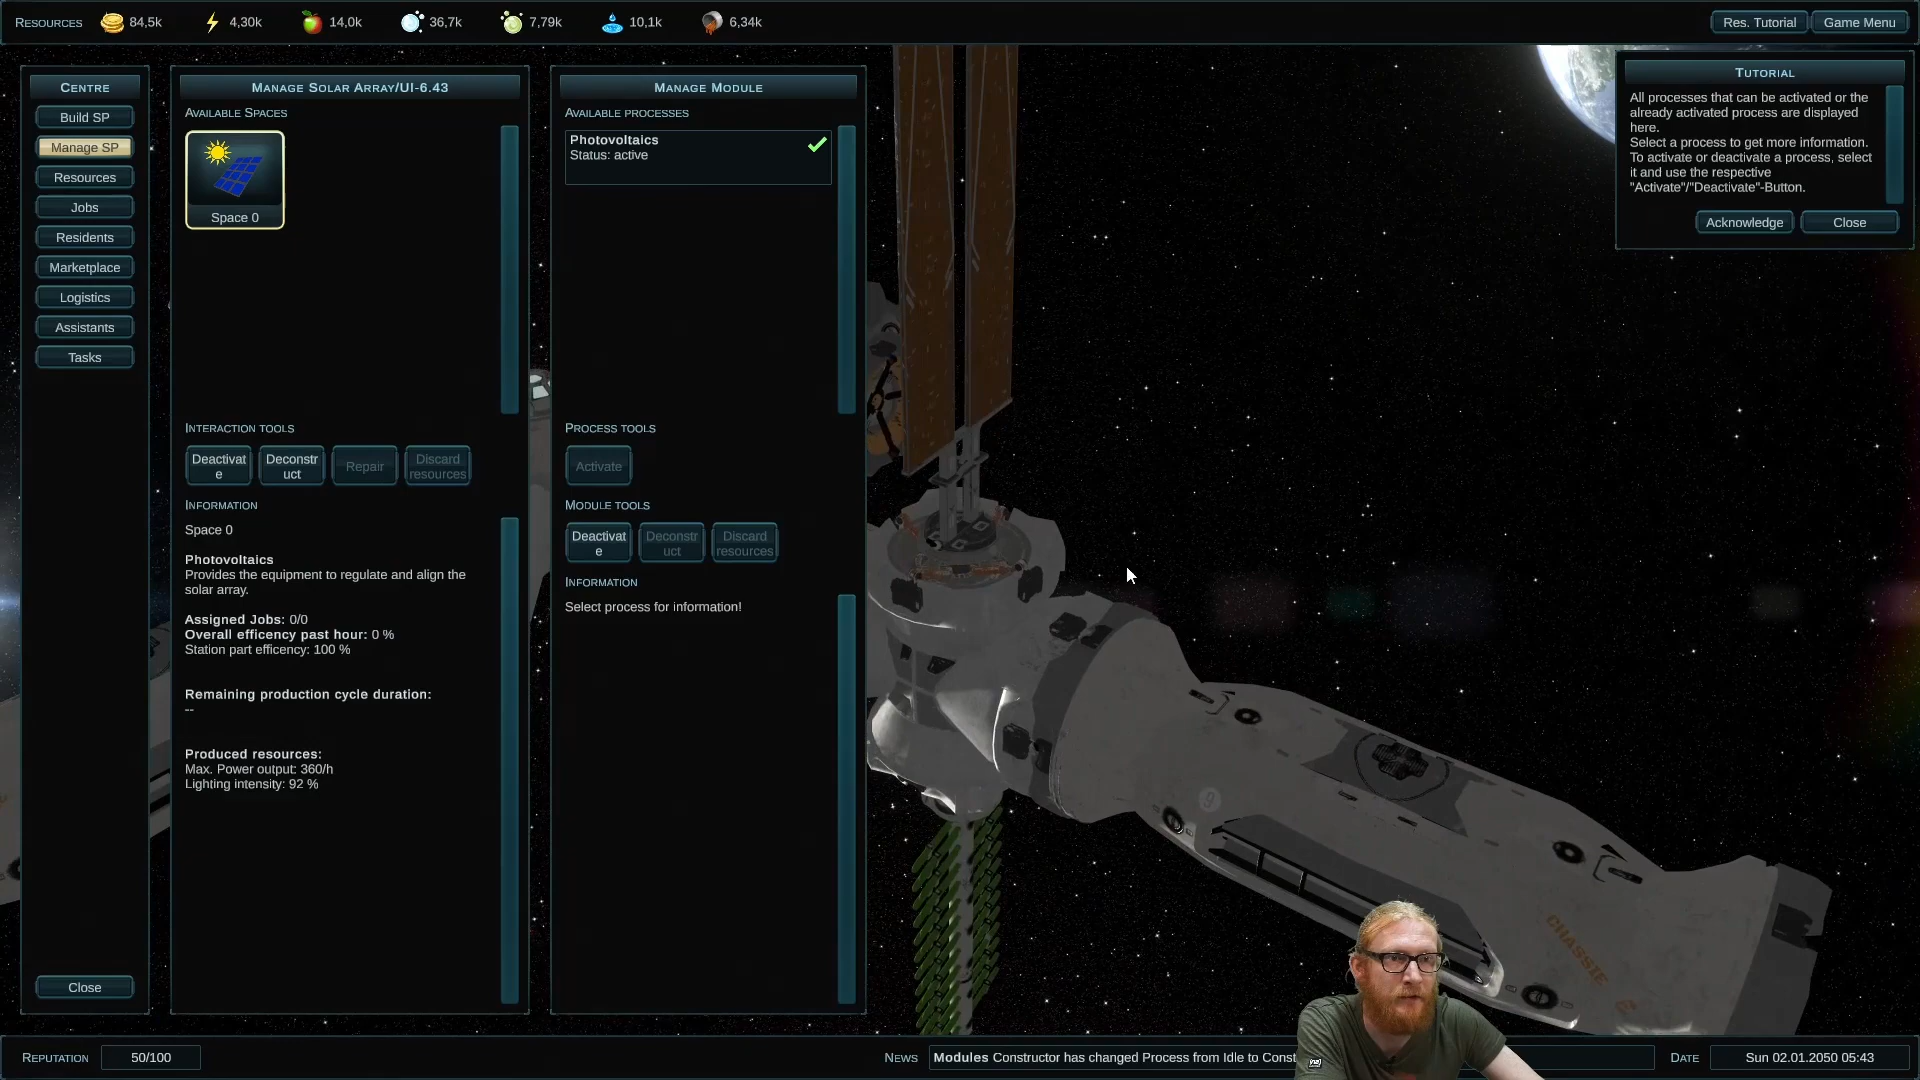 Resources
84,5k
4,30k
14,0k
36,7k
7,79k
10,1k
6,34k
Res. Tutorial
Game Menu
Centre
Build SP
Manage SP
Resources
Jobs
Residents
Marketplace
Logistics
Assistants
Tasks
Close
Manage Solar Array/UI-6.43
Available Spaces
Space 0
Interaction tools
Deactivat
e
Deconstr
uct
Repair
Discard
resources
Information
Space 0
Photovoltaics
Provides the equipment to regulate and align the
solar array.
Assigned Jobs: 0/0
Overall efficency past hour: 0 %
Station part efficency: 100 %
Remaining production cycle duration:
--
Produced resources:
Max. Power output: 360/h
Lighting intensity: 92 %
Manage Module
Available processes
Photovoltaics
Status: active
Process tools
Activate
Module tools
Deactivat
e
Deconstr
uct
Discard
resources
Information
Select process for information!
Tutorial
All processes that can be activated or the
already activated process are displayed
here.
Select a process to get more information.
To activate or deactivate a process, select
it and use the respective
"Activate"/"Deactivate"-Button.
Acknowledge
Close
9
CHASSIE
Reputation
50/100
News
Modules Constructor has changed Process from Idle to Const
Date
Sun 02.01.2050 05:43